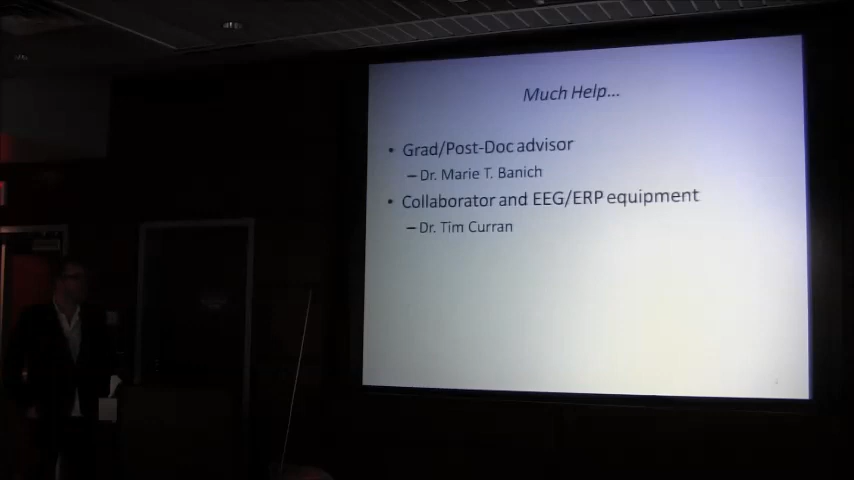 Much Help...
• Grad/Post-Doc advisor
– Dr. Marie T. Banich
• Collaborator and EEG/ERP equipment
– Dr. Tim Curran